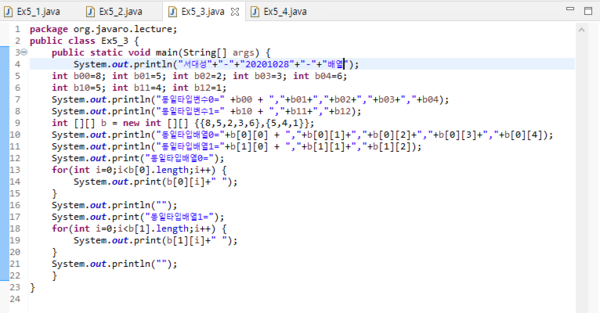 Ex5_1.java Ex5_2.java Ex5_3.java Ex5_4.java
1 package org.javaro.lecture;
2 public class Ex5_3 {
3 public static void main(String[] args) {
4 System.out.println("서대성"+"-"+"20201028"+"-"+"배열");
5 int b00=8; int b01=5; int b02=2; int b03=3; int b04=6;
6 int b10=5; int b11=4; int b12=1;
7 System.out.println("동일타입변수0=" +b00 + ","+b01+","+b02+","+b03+","+b04);
8 System.out.println("동일타입변수1=" +b10 + ","+b11+","+b12);
9 int [][] b = new int [][] {{8,5,2,3,6},{5,4,1}};
10 System.out.println("동일타입배열0="+b[0][0] + ","+b[0][1]+","+b[0][2]+","+b[0][3]+","+b[0][4]);
11 System.out.println("동일타입배열1="+b[1][0] + ","+b[1][1]+","+b[1][2]);
12 System.out.print("동일타입배열0=");
13 for(int i=0;i<b[0].length;i++) {
14 System.out.print(b[0][i]+" ");
15 }
16 System.out.println("");
17 System.out.print("동일타입배열1=");
18 for(int i=0;i<b[1].length;i++) {
19 System.out.print(b[1][i]+" ");
20 }
21 System.out.println("");
22 }
23 }
24